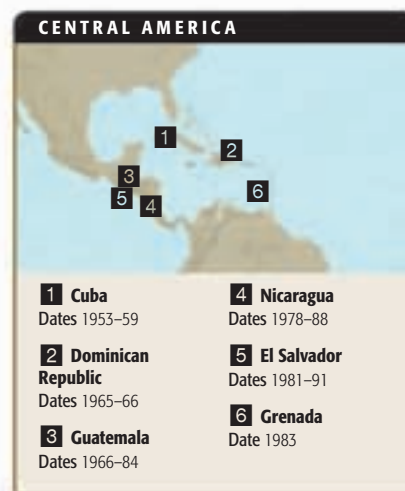 CENTRAL AMERICA
1
2
3
6
5
4
1 Cuba
Dates 1953–59
2 Dominican
Republic
Dates 1965–66
3 Guatemala
Dates 1966–84
4 Nicaragua
Dates 1978–88
5 El Salvador
Dates 1981–91
6 Grenada
Date 1983